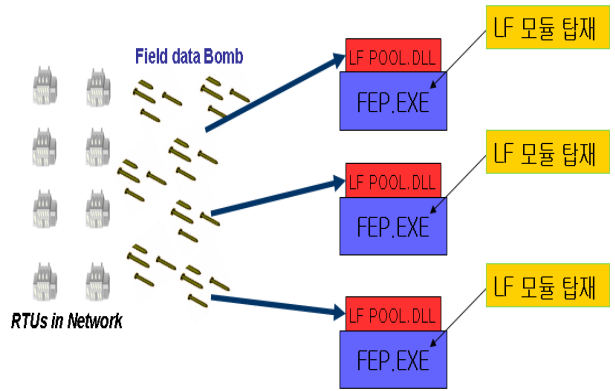 LF 모듈 탑재
Field data Bomb
LF POOL.DLL
FEP.EXE
LF 모듈 탑재
LF POOL.DLL
FEP.EXE
LF 모듈 탑재
LF POOL.DLL
RTUs in Network
FEP.EXE